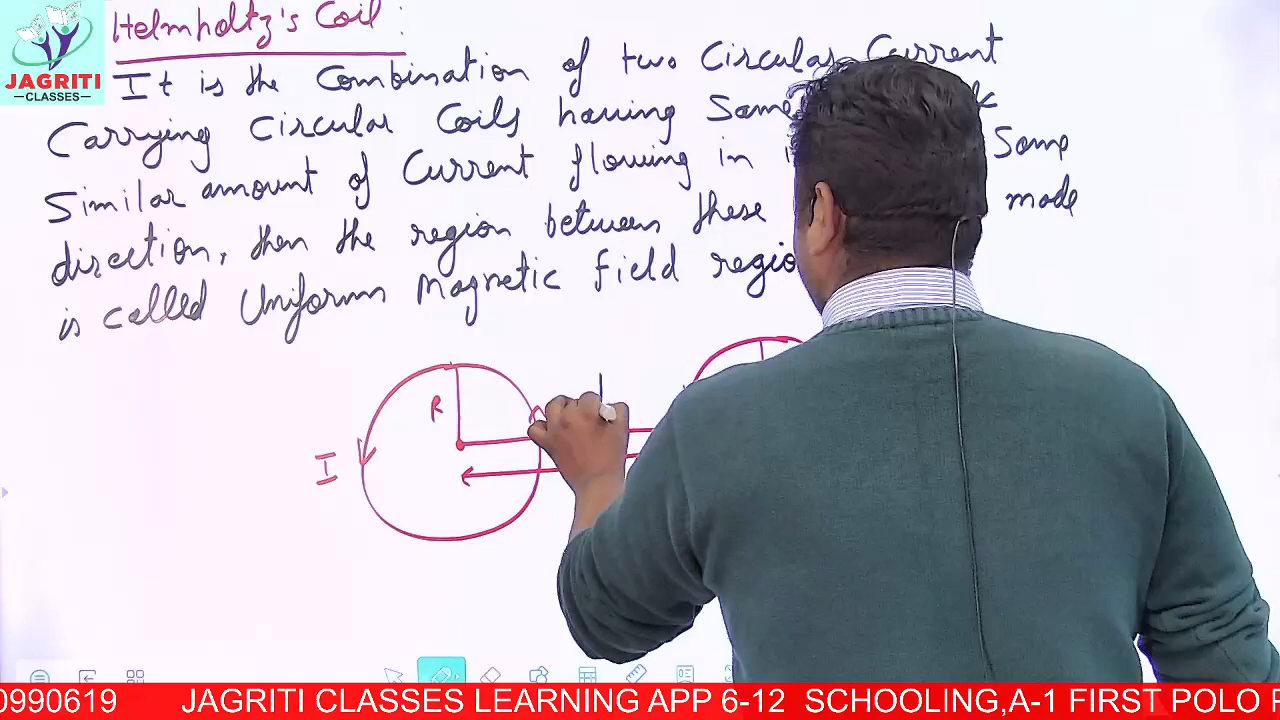 Helmholtz's Coil :
JAGRITI
—CLASSES—
It is the Combination of two Circular Current
Carrying Circular Coils having Same
Similar amount of Current flowing in Same
direction, then the region between these made
is called Uniform Magnetic field region
R
I
0990619 JAGRITI CLASSES LEARNING APP 6-12 SCHOOLING,A-1 FIRST POLO